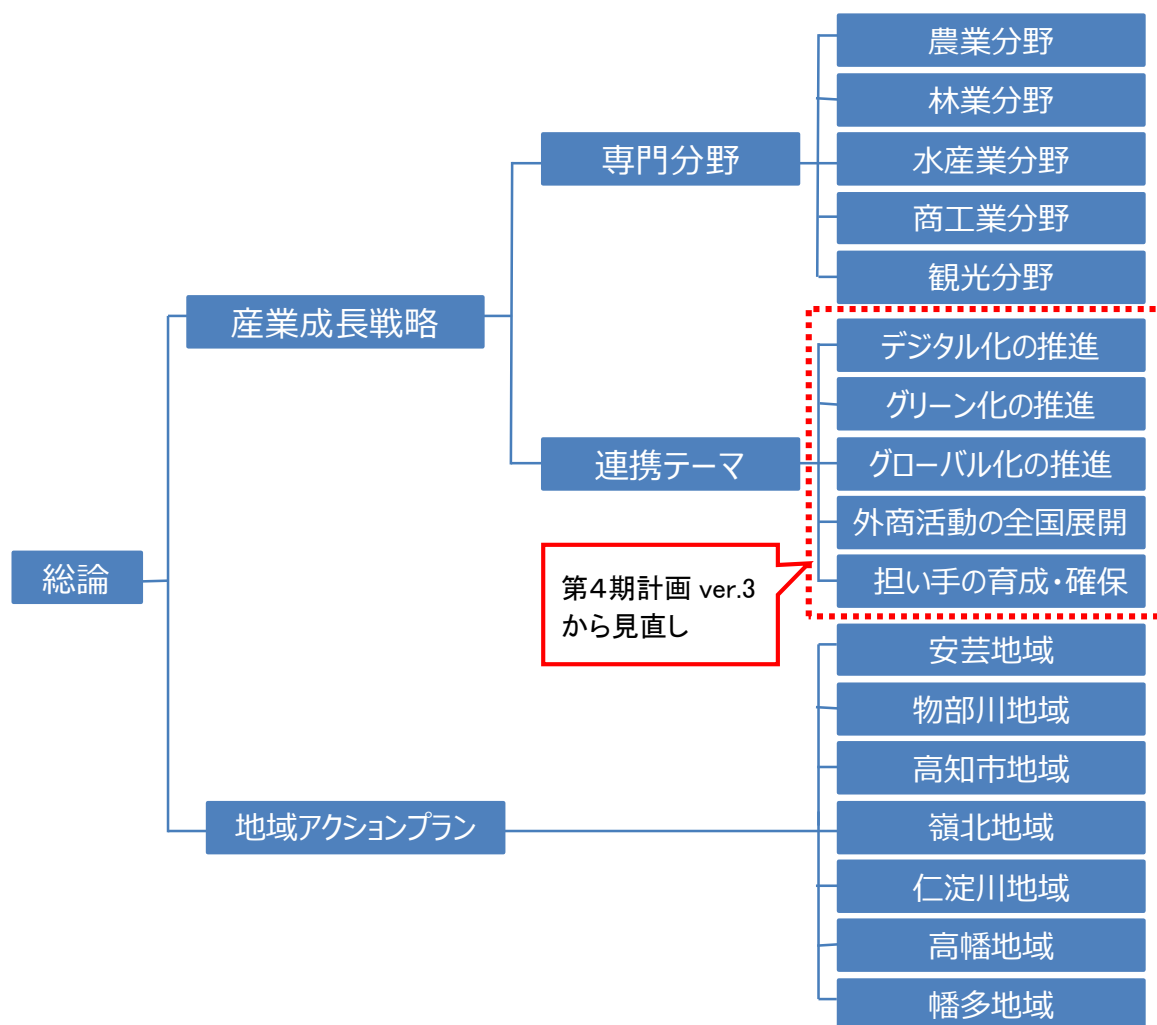 農業分野
林業分野
専門分野
水産業分野
商工業分野
観光分野
産業成長戦略
デジタル化の推進
グリーン化の推進
連携テーマ
グローバル化の推進
外商活動の全国展開
担い手の育成・確保
総論
第4期計画 ver.3
から見直し
安芸地域
物部川地域
高知市地域
地域アクションプラン
嶺北地域
仁淀川地域
高幡地域
幡多地域